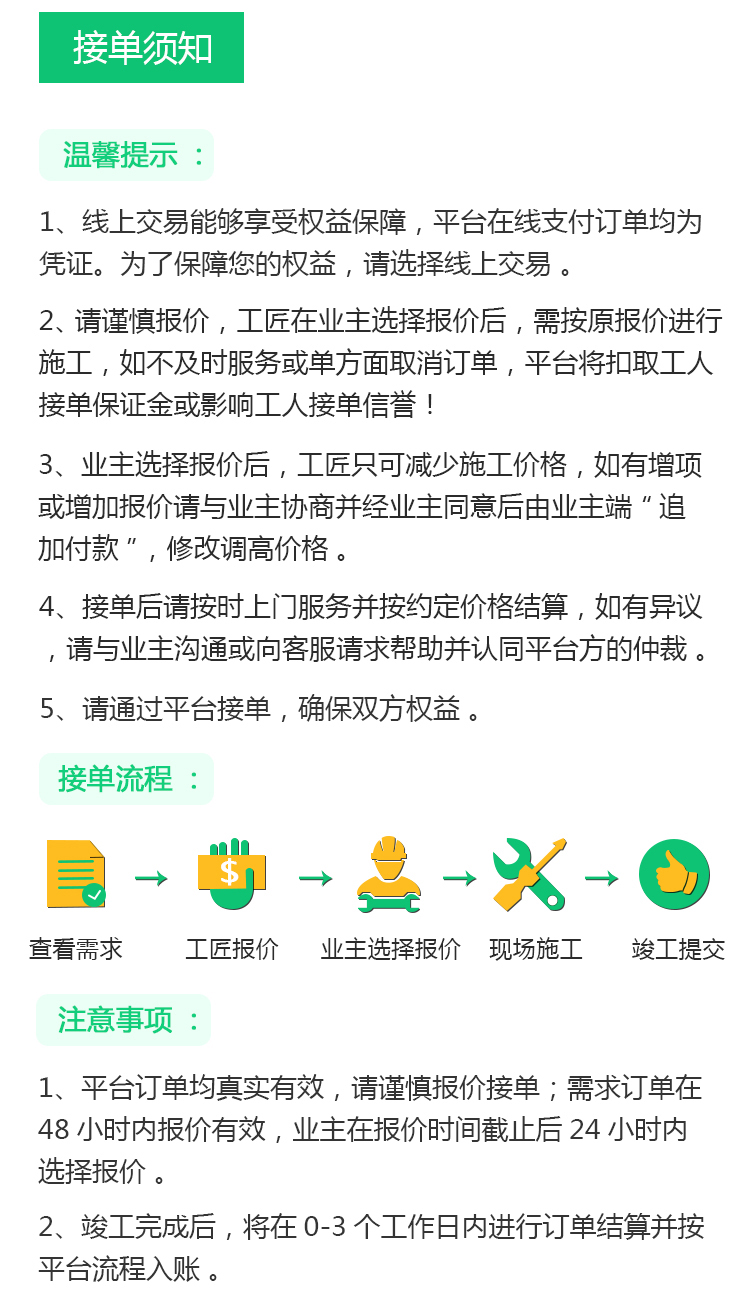 接单须知
温馨提示：
1、线上交易能够享受权益保障，平台在线支付订单均为
凭证。为了保障您的权益，请选择线上交易。
2、请谨慎报价，工匠在业主选择报价后，需按原报价进行
施工，如不及时服务或单方面取消订单，平台将扣取工人
接单保证金或影响工人接单信誉！
3、业主选择报价后，工匠只可减少施工价格，如有增项
或增加报价请与业主协商并经业主同意后由业主端“追
加付款”，修改调高价格。
4、接单后请按时上门服务并按约定价格结算，如有异议
，请与业主沟通或向客服请求帮助并认同平台方的仲裁。
5、请通过平台接单，确保双方权益。
接单流程：
$
查看需求 工匠报价 业主选择报价 现场施工 竣工提交
注意事项：
1、平台订单均真实有效，请谨慎报价接单；需求订单在
48小时内报价有效，业主在报价时间截止后24小时内
选择报价。
2、竣工完成后，将在0-3个工作日内进行订单结算并按
平台流程入账。